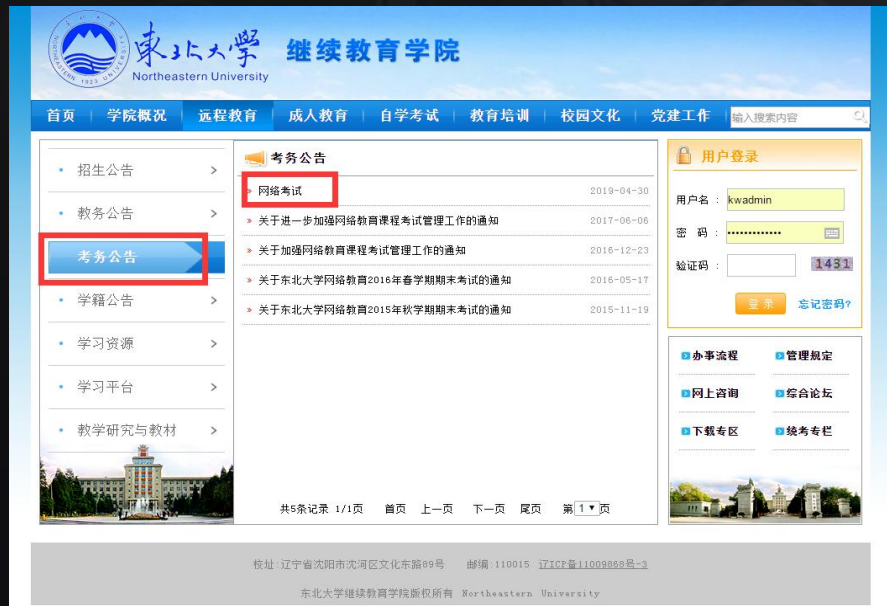 东北大学 继续教育学院
Northeastern University
首页 学院概况 远程教育 成人教育 自学考试 教育培训 校园文化 党建工作 输入搜索内容
招生公告 >
教务公告 >
考务公告
学籍公告 >
学习资源 >
学习平台 >
教学研究与教材 >
考务公告
» 网络考试 2019-04-30
» 关于进一步加强网络教育课程考试管理工作的通知 2017-06-06
» 关于加强网络教育课程考试管理工作的通知 2016-12-23
» 关于东北大学网络教育2016年春学期期末考试的通知 2016-05-17
» 关于东北大学网络教育2015年秋学期期末考试的通知 2015-11-19
共5条记录 1/1页 首页 上一页 下一页 尾页 第 1 页
用户登录
用户名 : kwadmin
密 码 : •••••••••••••
验证码 : 1431
登录 忘记密码?
办事流程 管理规定
网上咨询 综合论坛
下载专区 统考专栏
校址:辽宁省沈阳市沈河区文化东路89号 邮编:110015 辽ICP备11009868号-3
东北大学继续教育学院版权所有 Northeastern University